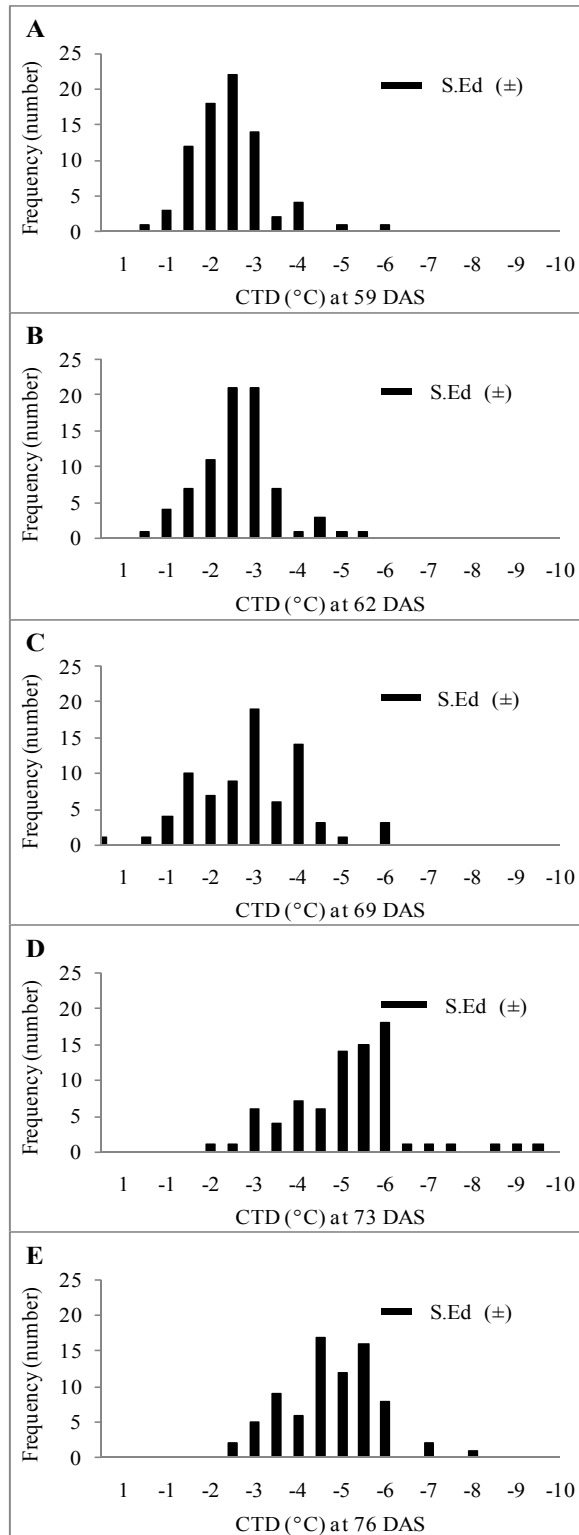 A
Frequency (number)
25
20
15
10
5
0
S.Ed (±)
1 -1 -2 -3 -4 -5 -6 -7 -8 -9 -10
CTD (°C) at 59 DAS
B
Frequency (number)
25
20
15
10
5
0
S.Ed (±)
1 -1 -2 -3 -4 -5 -6 -7 -8 -9 -10
CTD (°C) at 62 DAS
C
Frequency (number)
25
20
15
10
5
0
S.Ed (±)
1 -1 -2 -3 -4 -5 -6 -7 -8 -9 -10
CTD (°C) at 69 DAS
D
Frequency (number)
25
20
15
10
5
0
S.Ed (±)
1 -1 -2 -3 -4 -5 -6 -7 -8 -9 -10
CTD (°C) at 73 DAS
E
Frequency (number)
25
20
15
10
5
0
S.Ed (±)
1 -1 -2 -3 -4 -5 -6 -7 -8 -9 -10
CTD (°C) at 76 DAS